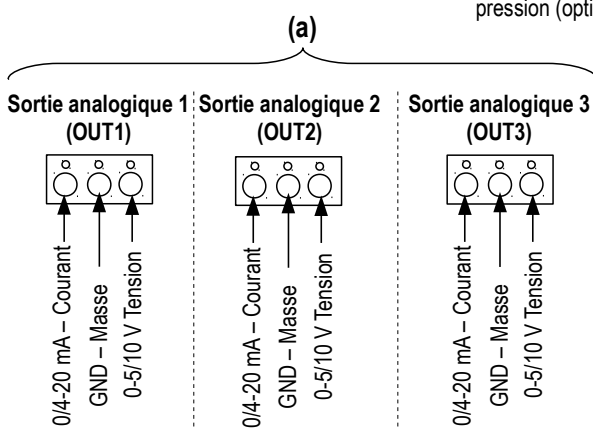 pression (opti
(a)
Sortie analogique 1
(OUT1)
Sortie analogique 2
(OUT2)
Sortie analogique 3
(OUT3)
0/4-20 mA – Courant
GND – Masse
0-5/10 V Tension
0/4-20 mA – Courant
GND – Masse
0-5/10 V Tension
0/4-20 mA – Courant
GND – Masse
0-5/10 V Tension